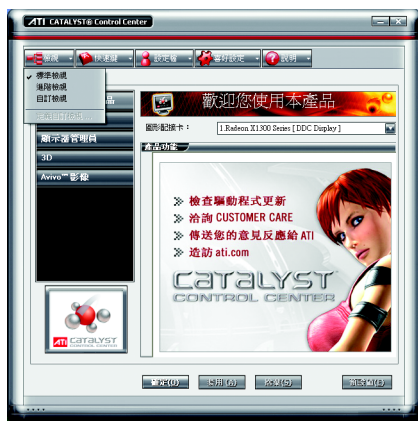 ATI CATALYST® Control Center
檢視
快速鍵
設定檔
喜好設定
說明
標準檢視
進階檢視
自訂檢視
品
歡迎您使用本產品
圖形配接卡：
1.Radeon X1300 Series [ DDC Display ]
顯示器管理員
產品功能
3D
Avivo™ 影像
檢查驅動程式更新
洽詢 CUSTOMER CARE
傳送您的意見反應給 ATI
造訪 ati.com
CATALYST
CONTROL CENTER
ATI CATALYST
CONTROL CENTER
確定(O)
套用 (A)
預設值(D)